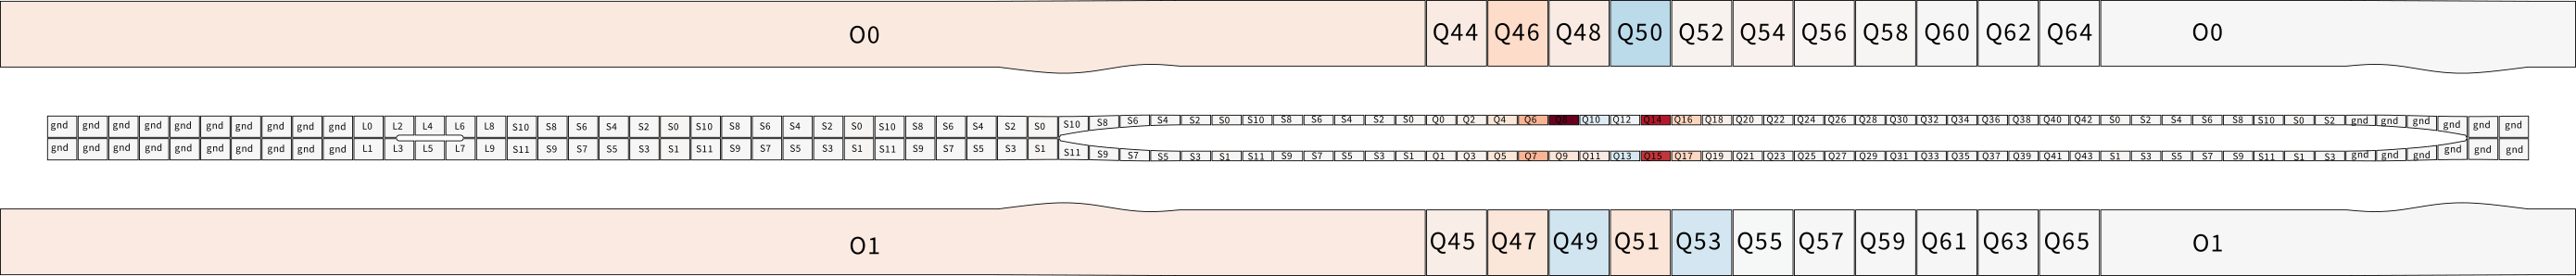 O0 Q44 Q46 Q48 Q50 Q52 Q54 Q56 Q58 Q60 Q62 Q64 O0
gnd gnd gnd gnd gnd gnd gnd gnd gnd gnd L0 L2 L4 L6 L8 S10 S8 S6 S4 S2 S0 S10 S8 S6 S4 S2 S0 S10 S8 S6 S4 S2 S0 S10 S8 S6 S4 S2 S0 S10 S8 S6 S4 S2 S0 Q0 Q2 Q4 Q6 Q8 Q10 Q12 Q14 Q16 Q18 Q20 Q22 Q24 Q26 Q28 Q30 Q32 Q34 Q36 Q38 Q40 Q42 S0 S2 S4 S6 S8 S10 S0 S2 gnd gnd gnd gnd gnd gnd
gnd gnd gnd gnd gnd gnd gnd gnd gnd gnd L1 L3 L5 L7 L9 S11 S9 S7 S5 S3 S1 S11 S9 S7 S5 S3 S1 S11 S9 S7 S5 S3 S1 S11 S9 S7 S5 S3 S1 S11 S9 S7 S5 S3 S1 Q1 Q3 Q5 Q7 Q9 Q11 Q13 Q15 Q17 Q19 Q21 Q23 Q25 Q27 Q29 Q31 Q33 Q35 Q37 Q39 Q41 Q43 S1 S3 S5 S7 S9 S11 S1 S3 gnd gnd gnd gnd gnd gnd
O1 Q45 Q47 Q49 Q51 Q53 Q55 Q57 Q59 Q61 Q63 Q65 O1